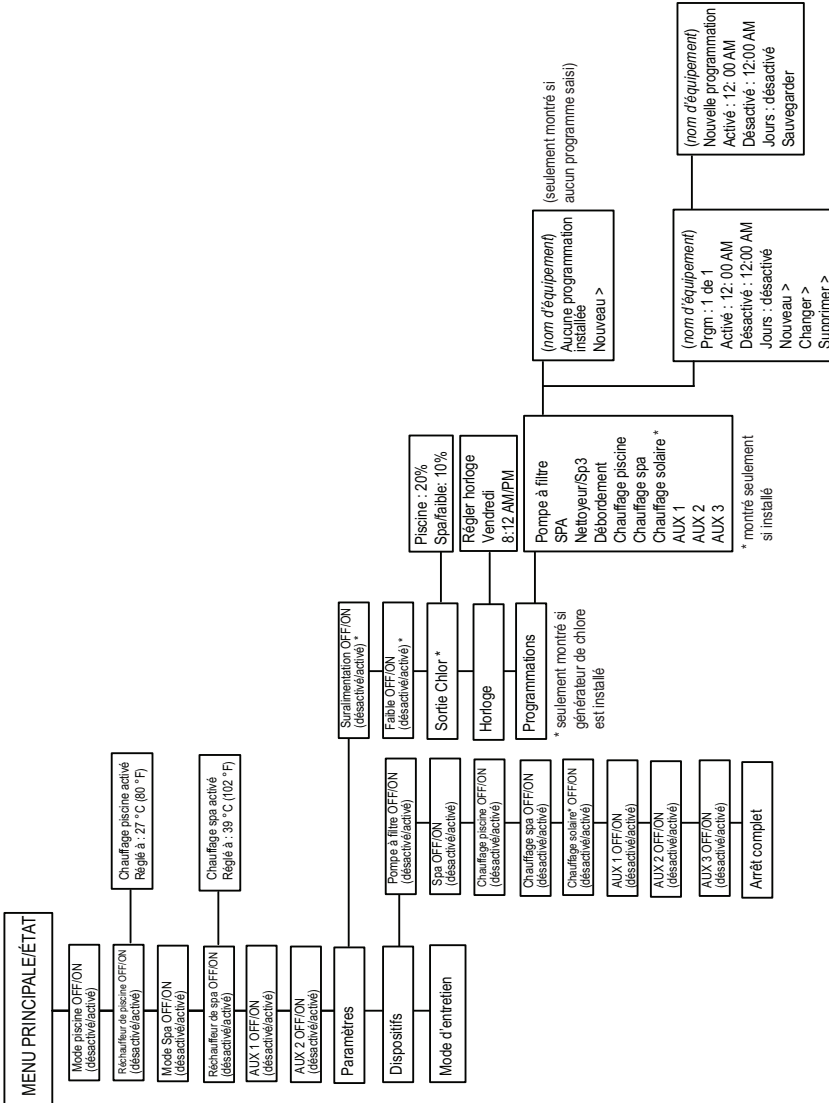 MENU PRINCIPALE/ÉTAT
Mode piscine OFF/ON
(désactivé/activé)
Réchauffeur de piscine OFF/ON
(désactivé/activé)
Chauffage piscine activé
Réglé à : 27 °C (80 °F)
Mode Spa OFF/ON
(désactivé/activé)
Réchauffeur de spa OFF/ON
(désactivé/activé)
Chauffage spa activé
Réglé à : 39 °C (102 °F)
AUX 1 OFF/ON
(désactivé/activé)
AUX 2 OFF/ON
(désactivé/activé)
Paramètres
Suralimentation OFF/ON
(désactivé/activé) *
Faible OFF/ON
(désactivé/activé) *
Sortie Chlor *
Piscine : 20%
Spa/faible: 10%
Horloge
Régler horloge
Vendredi
8:12 AM/PM
Programmations
* seulement montré si
générateur de chlore
est installé
Pompe à filtre
SPA
Nettoyeur/Sp3
Débordement
Chauffage piscine
Chauffage spa
Chauffage solaire *
AUX 1
AUX 2
AUX 3
* montré seulement
si installé
(nom d'équipement)
Aucune programmation
installée
Nouveau >
(seulement montré si
aucun programme saisi)
(nom d'équipement)
Prgm : 1 de 1
Activé : 12: 00 AM
Désactivé : 12:00 AM
Jours : désactivé
Nouveau >
Changer >
Supprimer >
(nom d'équipement)
Nouvelle programmation
Activé : 12: 00 AM
Désactivé : 12:00 AM
Jours : désactivé
Sauvegarder
Dispositifs
Pompe à filtre OFF/ON
(désactivé/activé)
Spa OFF/ON
(désactivé/activé)
Chauffage piscine OFF/ON
(désactivé/activé)
Chauffage spa OFF/ON
(désactivé/activé)
Chauffage solaire* OFF/ON
(désactivé/activé)
AUX 1 OFF/ON
(désactivé/activé)
AUX 2 OFF/ON
(désactivé/activé)
AUX 3 OFF/ON
(désactivé/activé)
Arrêt complet
Mode d'entretien